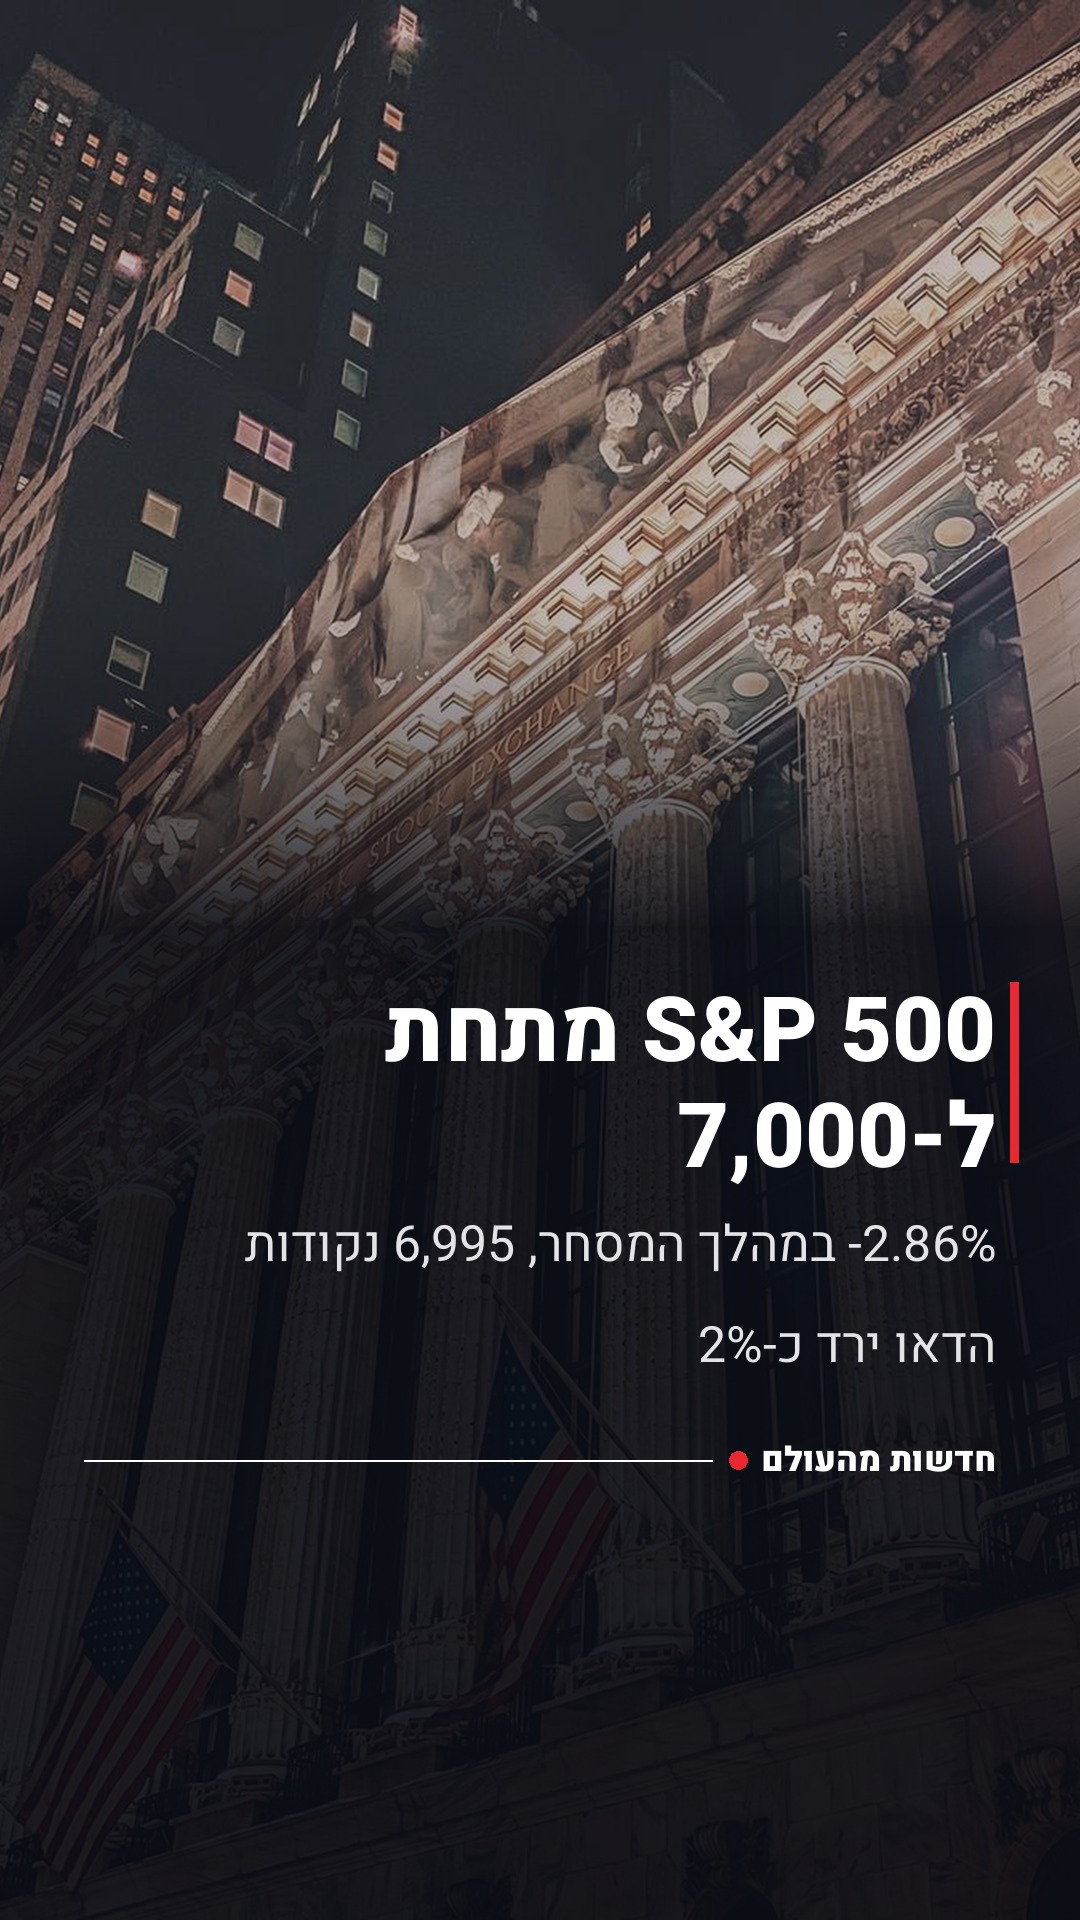 YORK STOCK EXCHANGE
S&P 500 מתחת
ל-7,000
-2.86% במהלך המסחר, 6,995 נקודות
הדאו ירד כ-2%
חדשות מהעולם